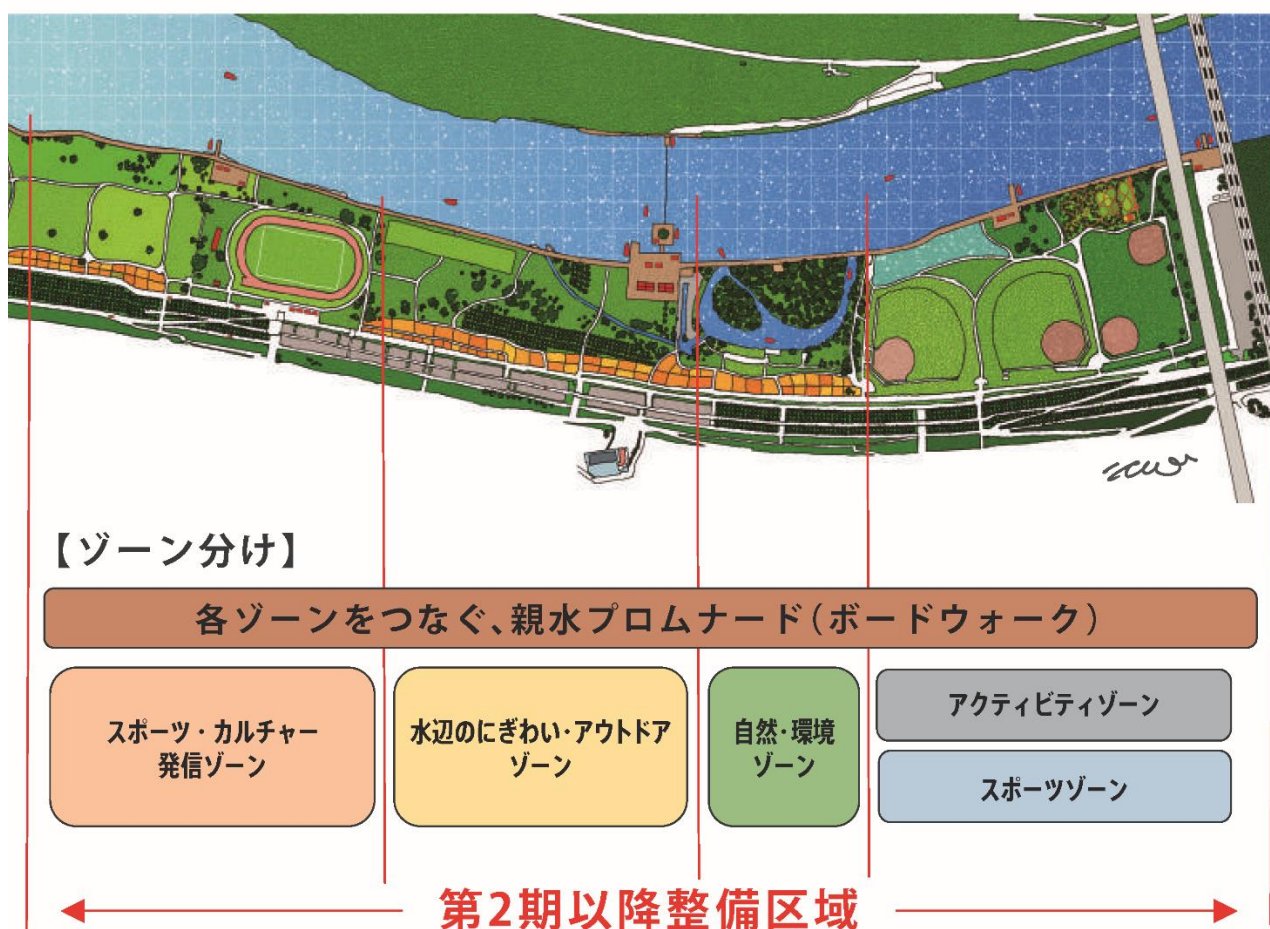 【ゾーン分け】
各ゾーンをつなぐ、親水プロムナード(ボードウォーク)
スポーツ・カルチャー
発信ゾーン
水辺のにぎわい・アウトドア
ゾーン
自然・環境
ゾーン
アクティビティゾーン
スポーツゾーン
第2期以降整備区域